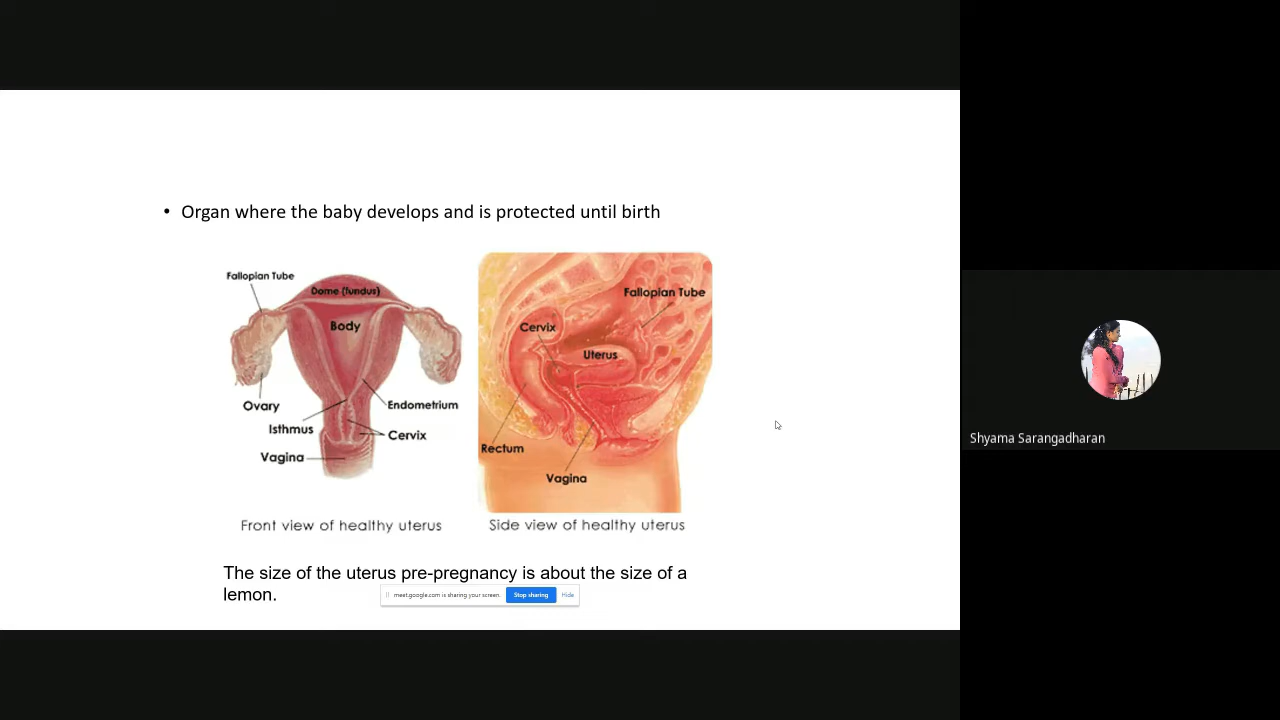 • Organ where the baby develops and is protected until birth
Fallopian Tube
Dome (fundus)
Body
Ovary
Endometrium
Isthmus
Cervix
Vagina
Front view of healthy uterus
Fallopian Tube
Cervix
Uterus
Rectum
Vagina
Side view of healthy uterus
The size of the uterus pre-pregnancy is about the size of a
lemon.
meet.google.com is sharing your screen.
Stop sharing
Hide
Shyama Sarangadharan